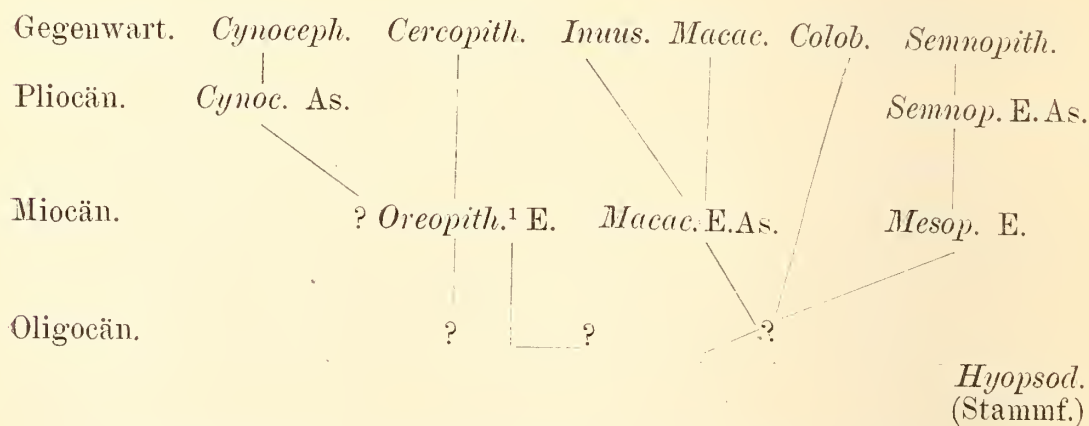 Gegenwart. Cynoceph. Cercopith. Inuus. Macac. Colob. Semnopith.
Pliocän. Cynoc. As. Semnop. E. As.
Miocän. ? Oreopith.¹ E. Macac. E. As. Mesop. E.
Oligocän. ? ? ?
Hyopsod.
(Stammf.)